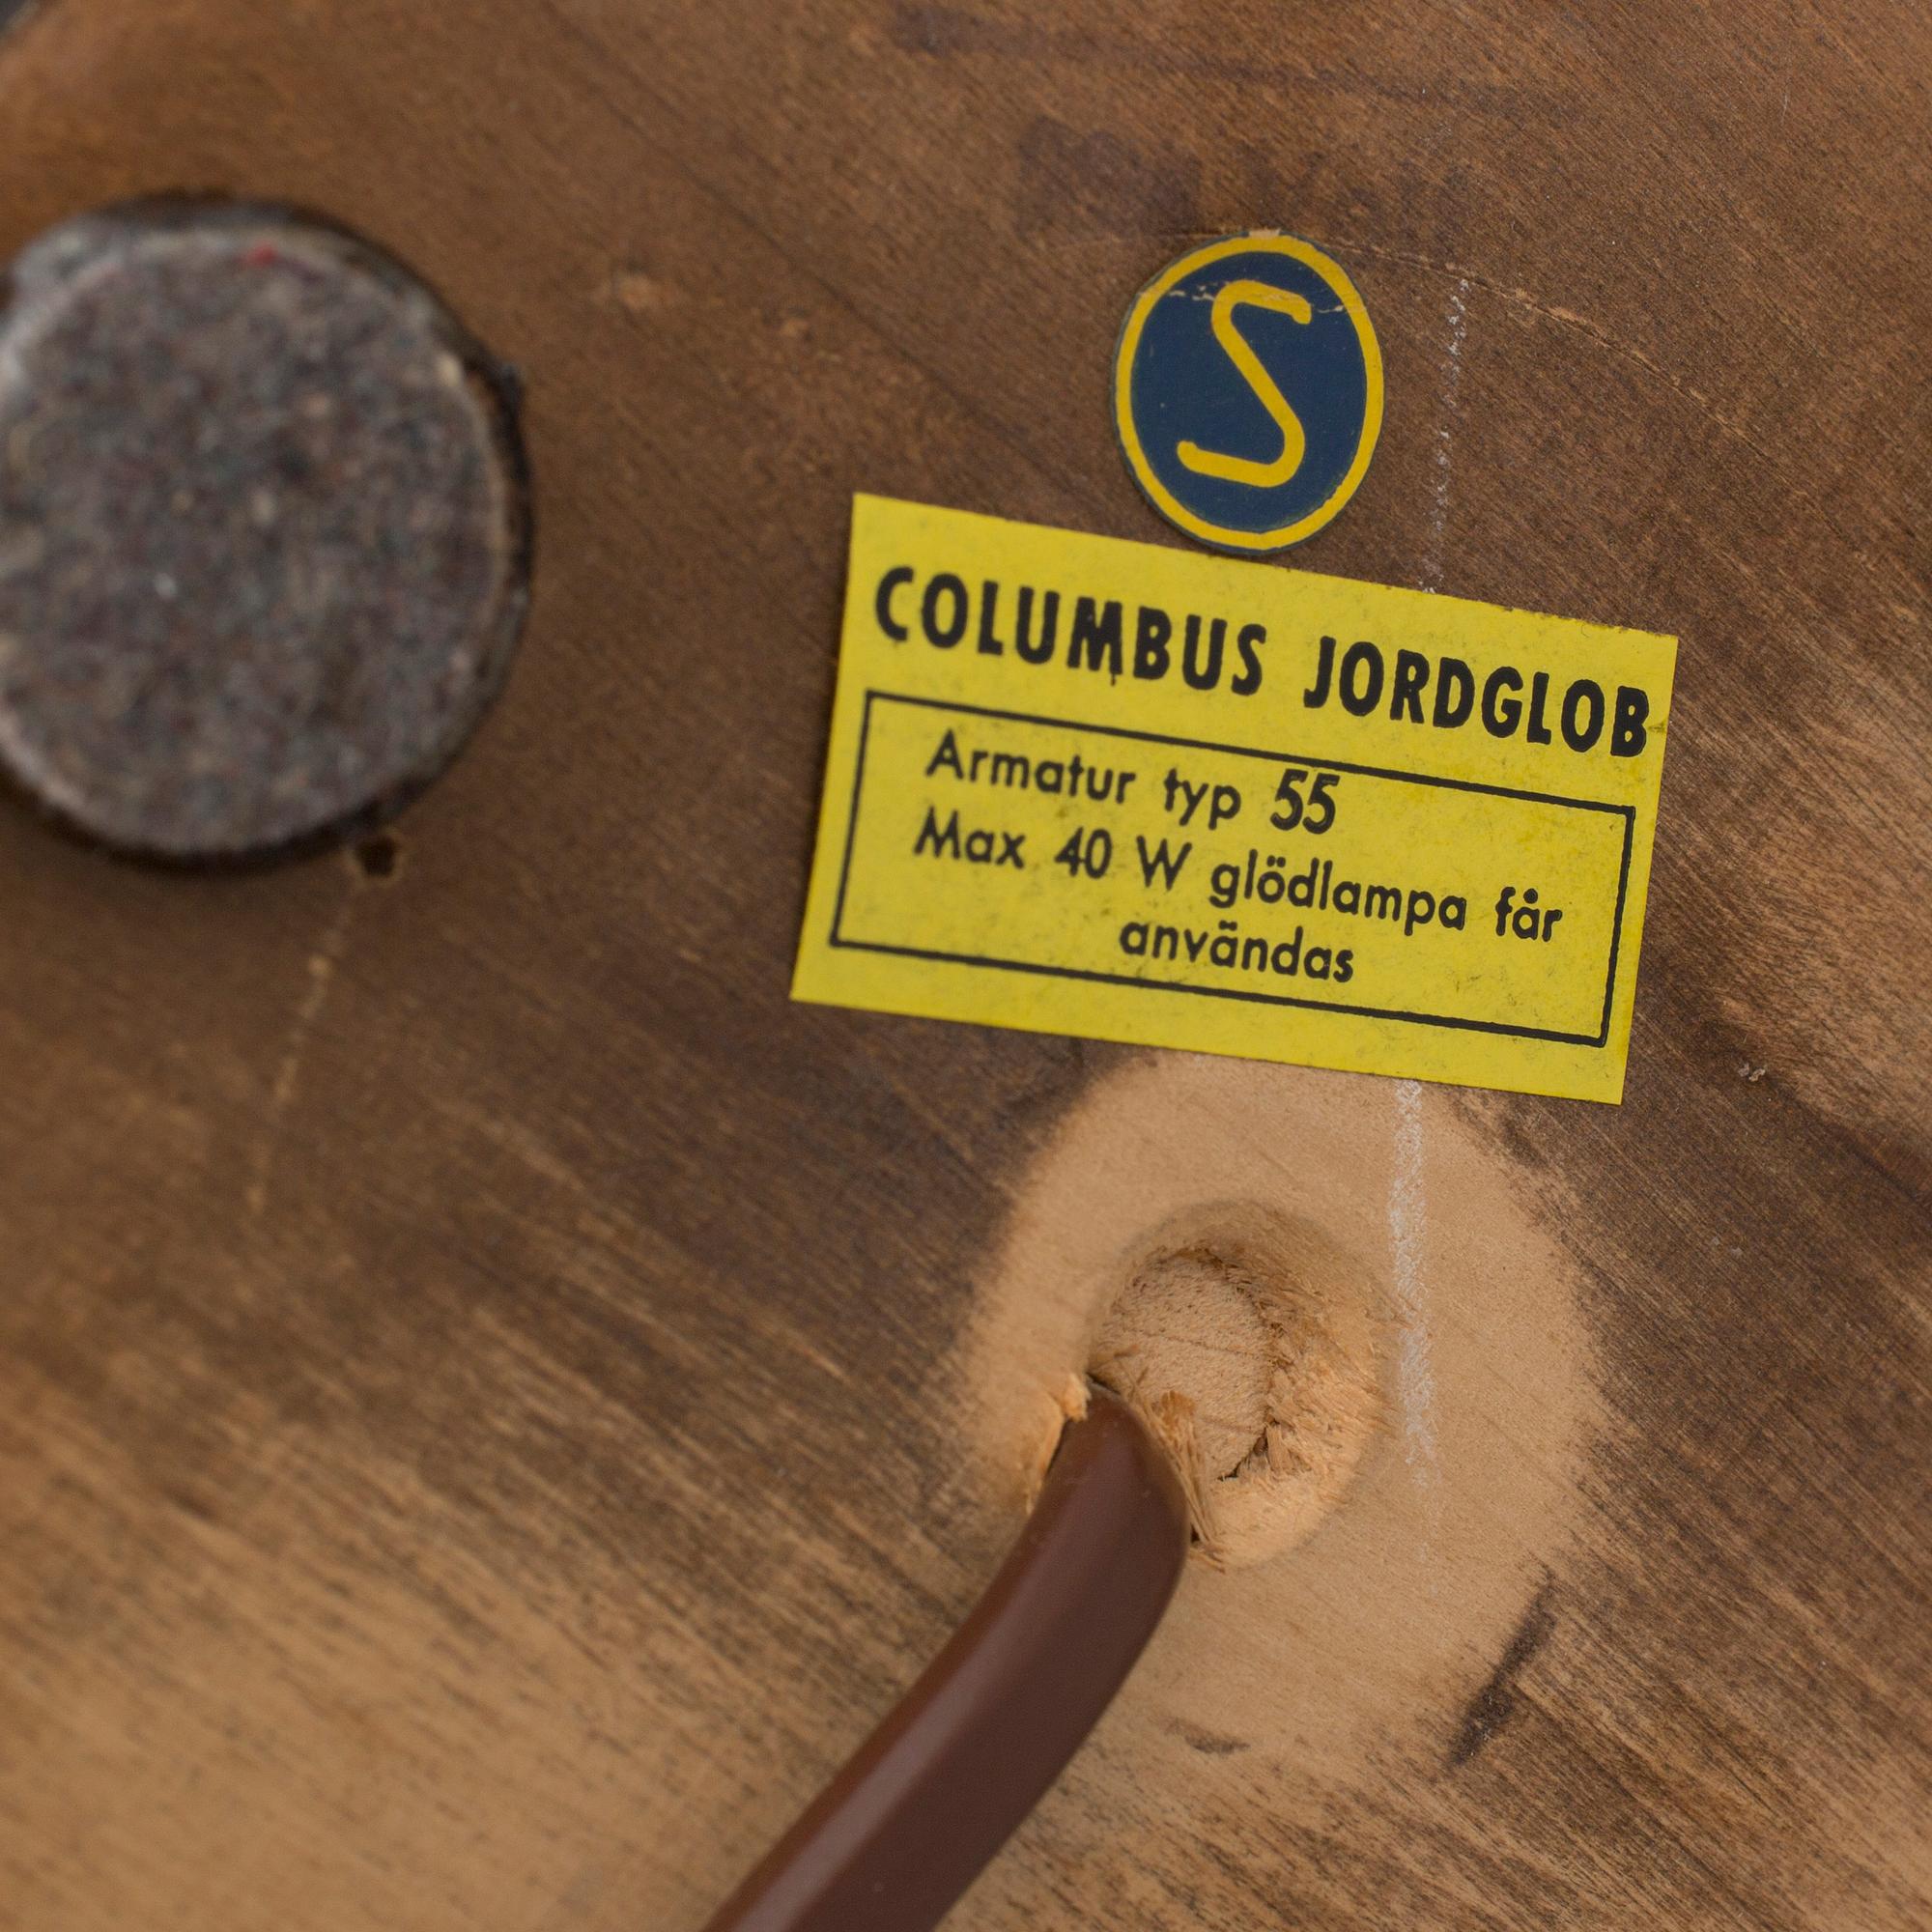 S
COLUMBUS JORDGLOB
Armatur typ 55
Max 40 W glödlampa får
användas